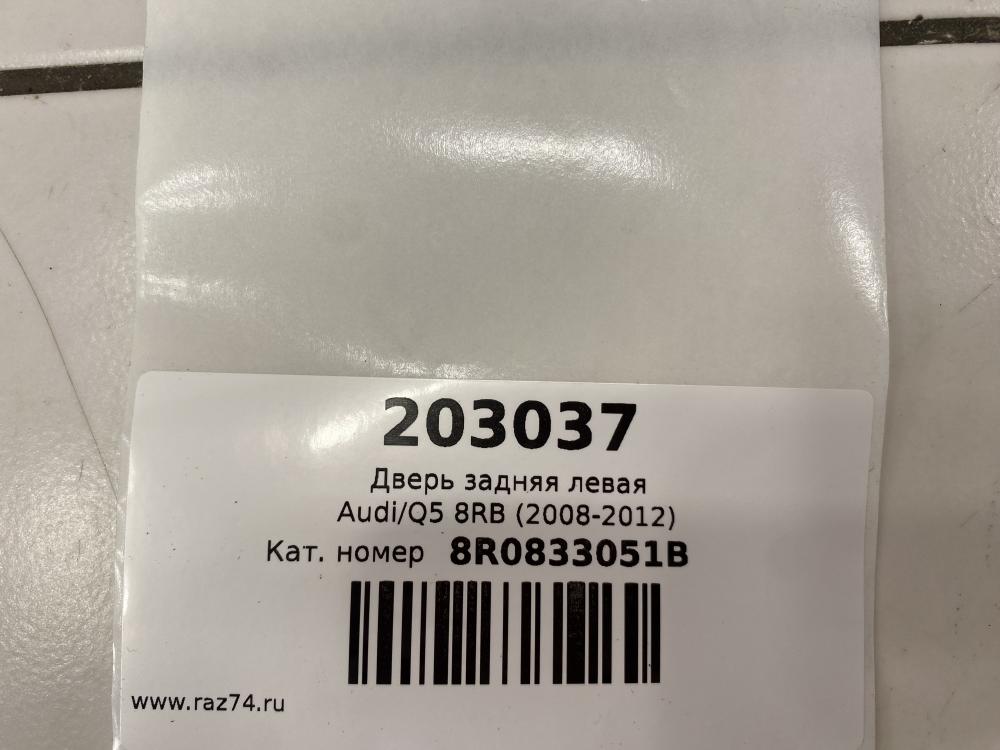 203037
Дверь задняя левая
Audi/Q5 8RB (2008-2012)
Кат. номер 8R0833051B
www.raz74.ru